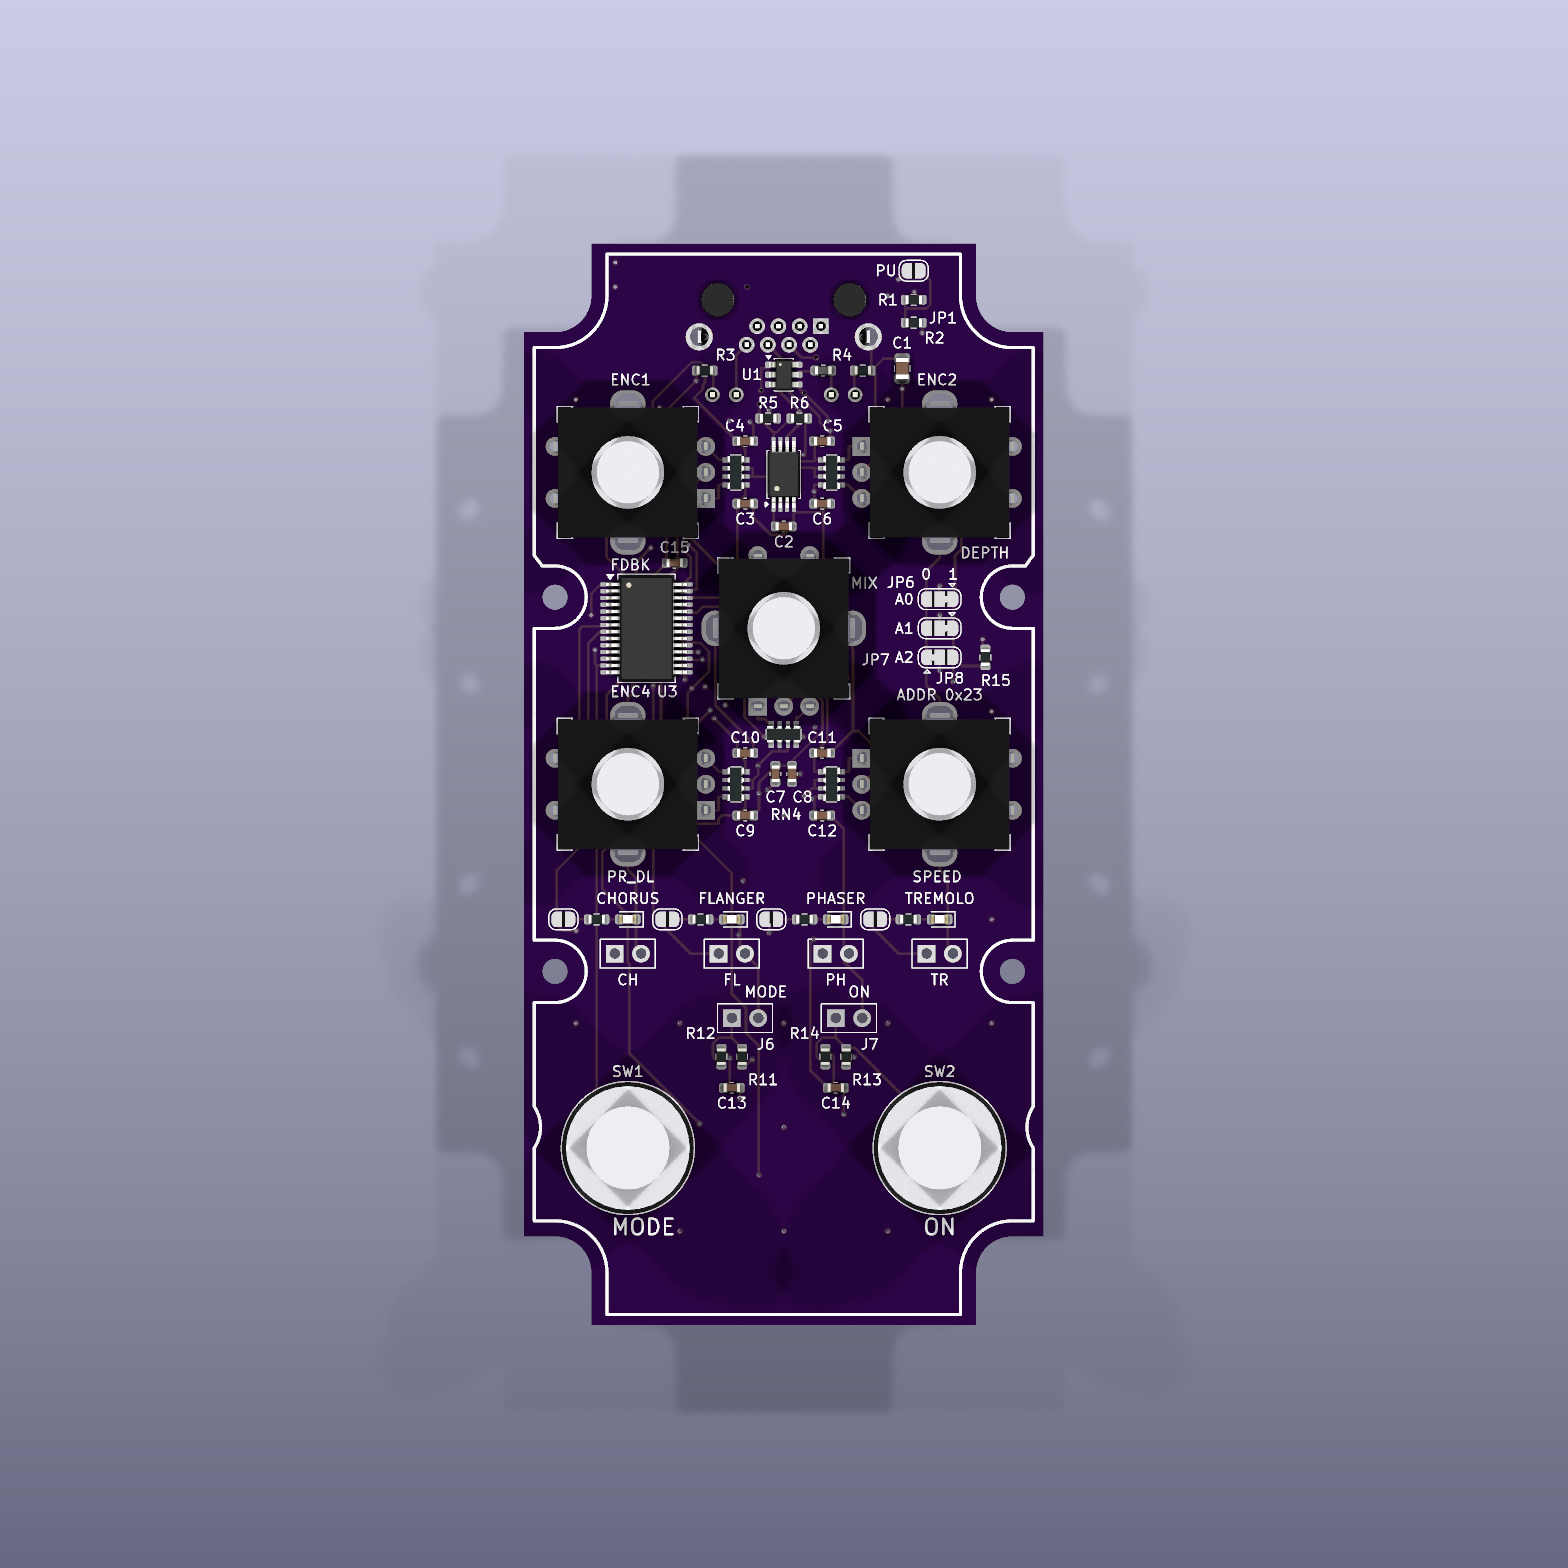 PU
R1
JP1
R2
R3
R4
C1
U1
ENC1
ENC2
R5 R6
C4
C5
C3
C6
C2
C15
DEPTH
FDBK
0 1
MIX
JP6
A0
A1
JP7 A2
JP8
R15
ENC4 U3
ADDR 0x23
C10
C11
C7 C8
RN4
C9
C12
PR_DL
SPEED
CHORUS
FLANGER
PHASER
TREMOLO
CH
FL
PH
TR
MODE
ON
R12
J6
R14
J7
SW1
R11
R13
SW2
C13
C14
MODE
ON